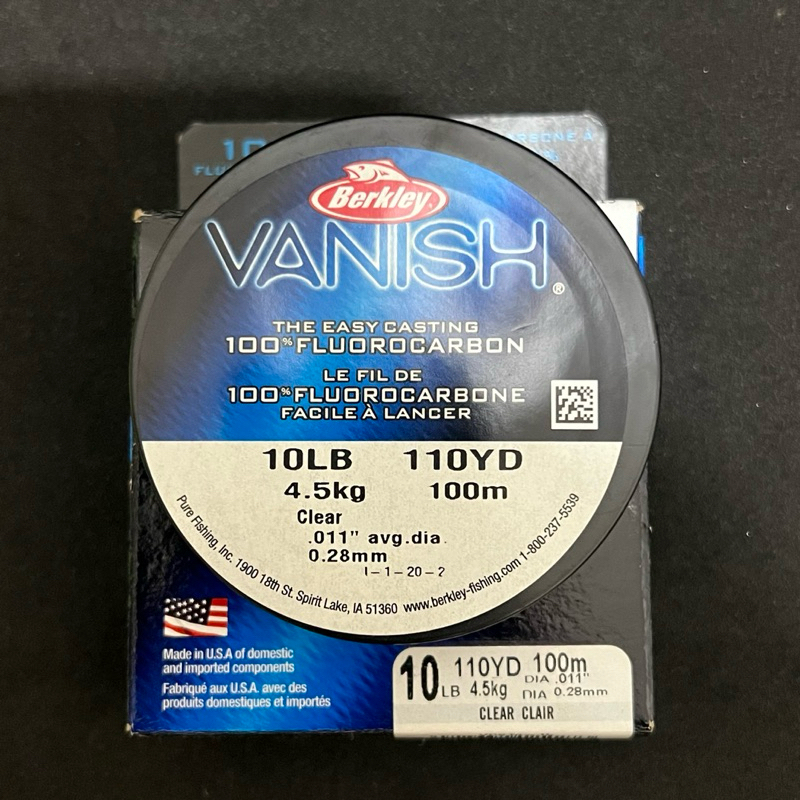 10
Berkley
VANISH®
THE EASY CASTING
100% FLUOROCARBON
LE FIL DE
100% FLUOROCARBONE
FACILE À LANCER
10LB 110YD
4.5kg 100m
Clear
.011" avg.dia.
0.28mm
I-1-20-2
Pure Fishing, Inc. 1900 18th St. Spirit Lake, IA 51360 www.berkley-fishing.com 1-800-237-5539
Made in U.S.A of domestic
and imported components
Fabriqué aux U.S.A. avec des
produits domestiques et importés
10 LB 110YD 100m
4.5kg DIA .011"
DIA 0.28mm
CLEAR CLAIR